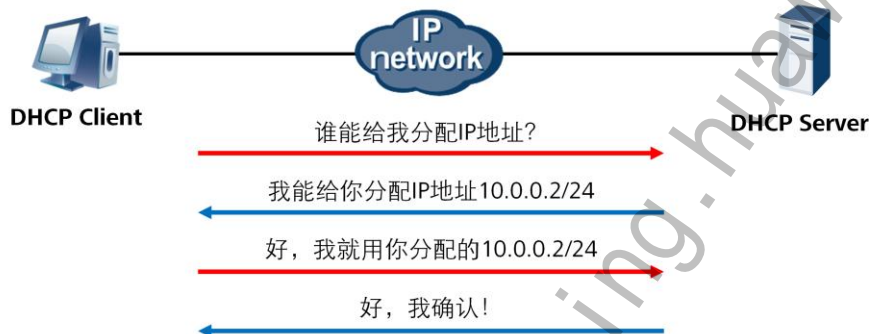 IP
network
DHCP Client
DHCP Server
谁能给我分配IP地址?
我能给你分配IP地址10.0.0.2/24
好，我就用你分配的10.0.0.2/24
好，我确认!
ing.huaw